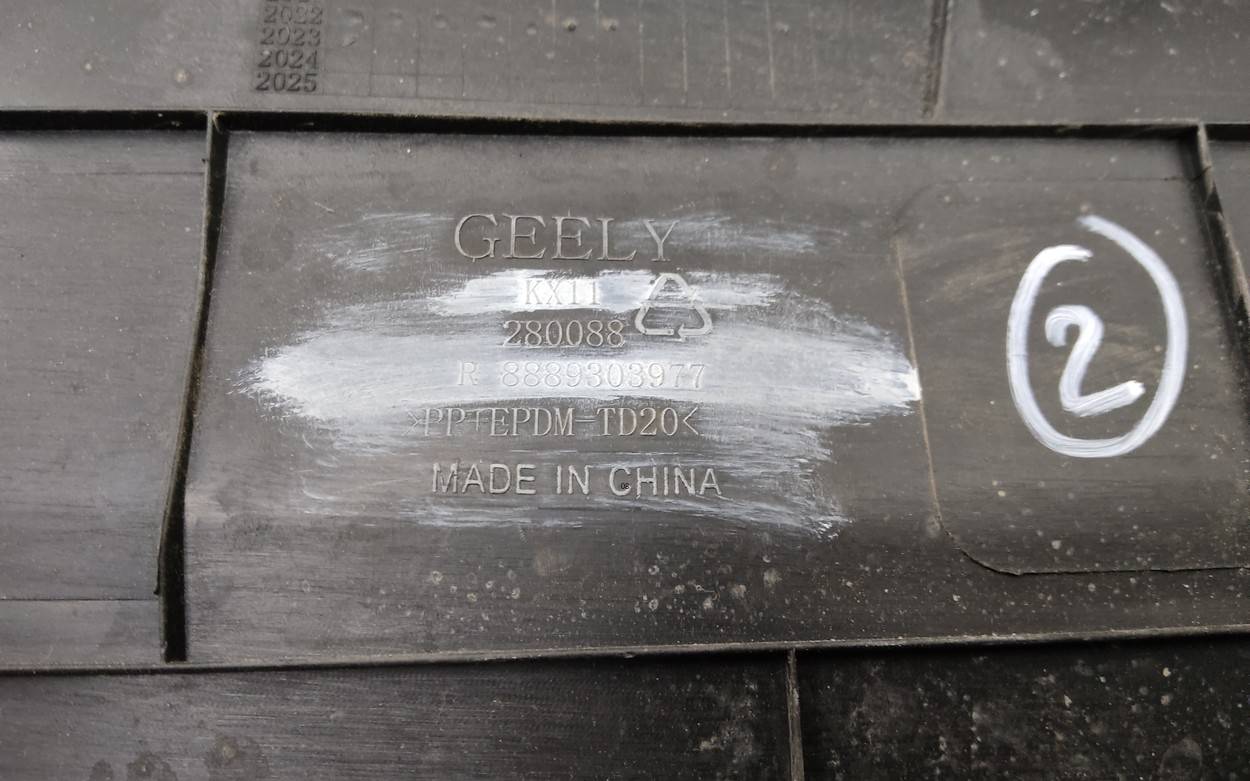 2022
2023
2024
2025
GEELY
KX11
280088
R 8889303977
>PP+EPDM-TD20<
MADE IN CHINA
2